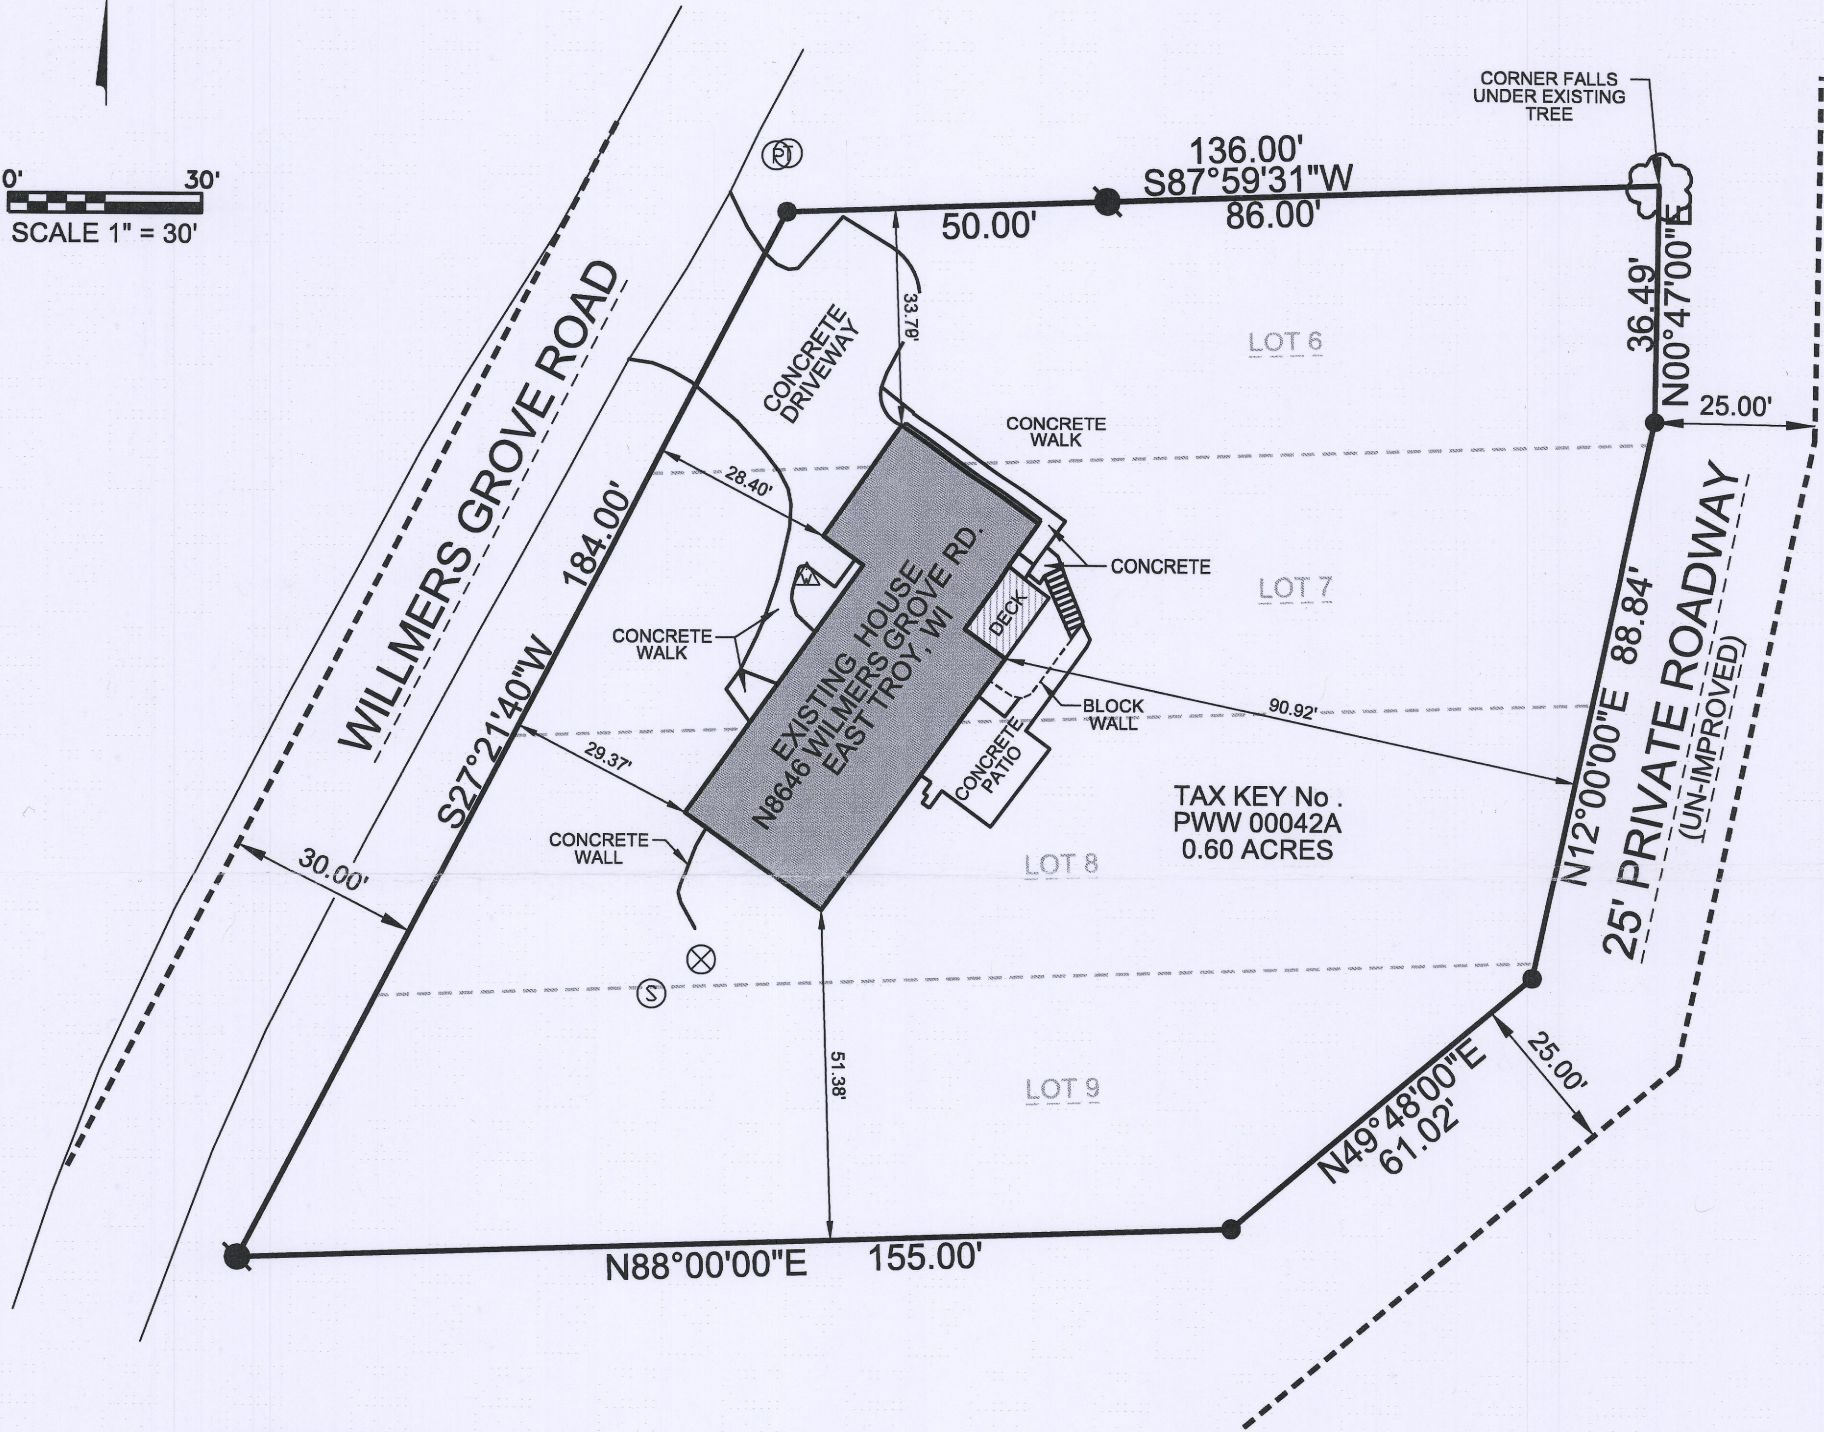 CORNER FALLS
UNDER EXISTING
TREE
0' 30'
SCALE 1" = 30'
PT
136.00'
S87°59'31"W
50.00'
86.00'
N00°47'00"E
36.49'
25.00'
WILLMERS GROVE ROAD
CONCRETE
DRIVEWAY
33.79'
LOT 6
CONCRETE
WALK
28.40'
184.00'
S27°21'40"W
CONCRETE
LOT 7
W
DECK
CONCRETE
WALK
EXISTING HOUSE
N8646 WILMERS GROVE RD.
EAST TROY, WI
BLOCK
WALL
90.92'
N12°00'00"E 88.84'
25' PRIVATE ROADWAY
(UN-IMPROVED)
29.37'
CONCRETE
PATIO
TAX KEY No .
PWW 00042A
0.60 ACRES
CONCRETE
WALL
30.00'
LOT 8
S
51.38'
LOT 9
25.00'
N49°48'00"E
61.02'
N88°00'00"E 155.00'